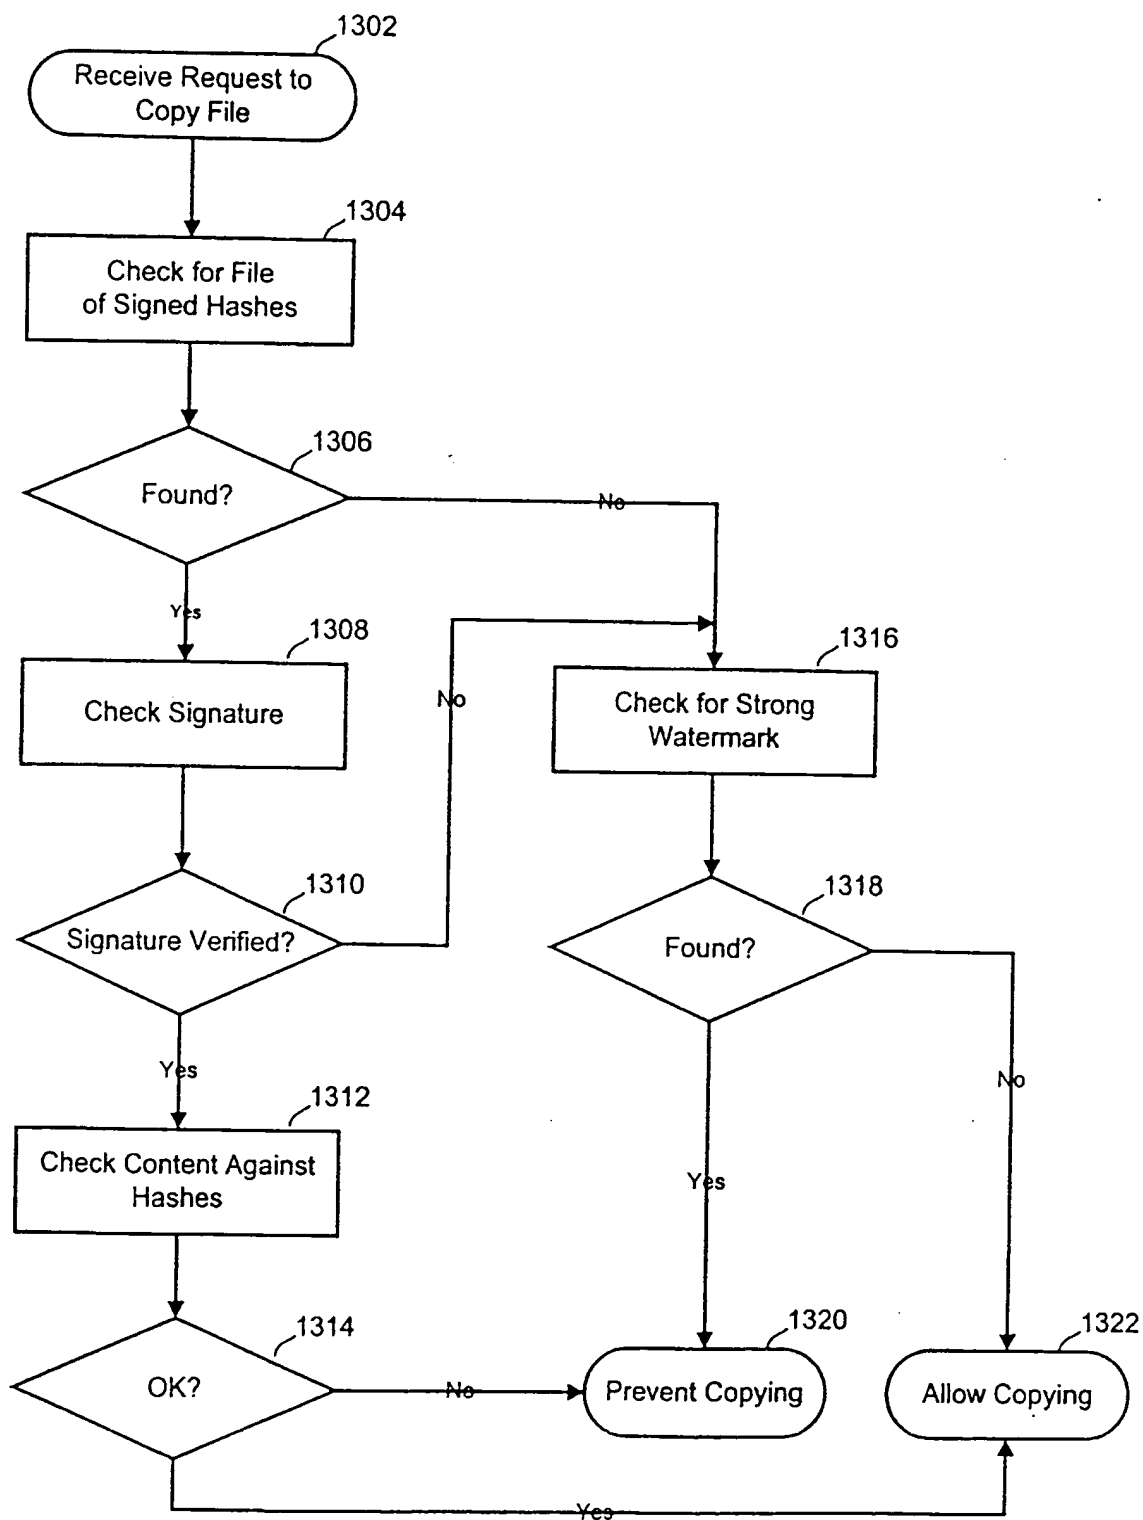 1302
Receive Request to
Copy File
1304
Check for File
of Signed Hashes
1306
Found?
No
Yes
1308
Check Signature
No
1316
Check for Strong
Watermark
1310
Signature Verified?
1318
Found?
Yes
No
1312
Check Content Against
Hashes
Yes
1314
OK?
No
1320
Prevent Copying
1322
Allow Copying
Yes